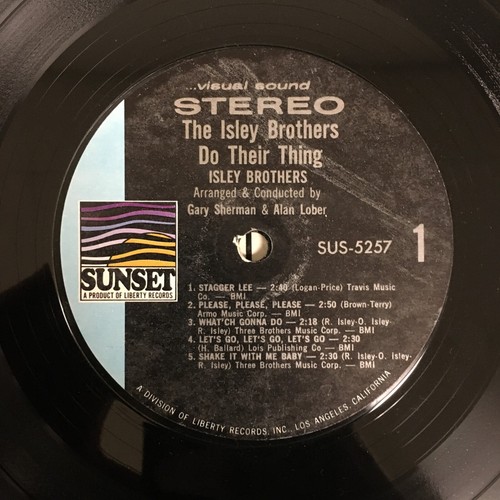 ...visual sound
STEREO
The Isley Brothers
Do Their Thing
ISLEY BROTHERS
Arranged & Conducted by
Gary Sherman & Alan Lober
SUS-5257
1
SUNSET
A PRODUCT OF LIBERTY RECORDS
1. STAGGER LEE — 2:40 (Logan-Price) Travis Music
Co. — BMI
2. PLEASE, PLEASE, PLEASE — 2:50 (Brown-Terry)
Armo Music Corp. — BMI
3. WHAT'CH GONNA DO — 2:18 (R. Isley-O. Isley-
R. Isley) Three Brothers Music Corp. — BMI
4. LET'S GO, LET'S GO, LET'S GO — 2:30
(H. Ballard) Lois Publishing Co — BMI
5. SHAKE IT WITH ME BABY — 2:30 (R. Isley-O. Isley-
R. Isley) Three Brothers Music Corp. — BMI
A DIVISION OF LIBERTY RECORDS, INC., LOS ANGELES, CALIFORNIA